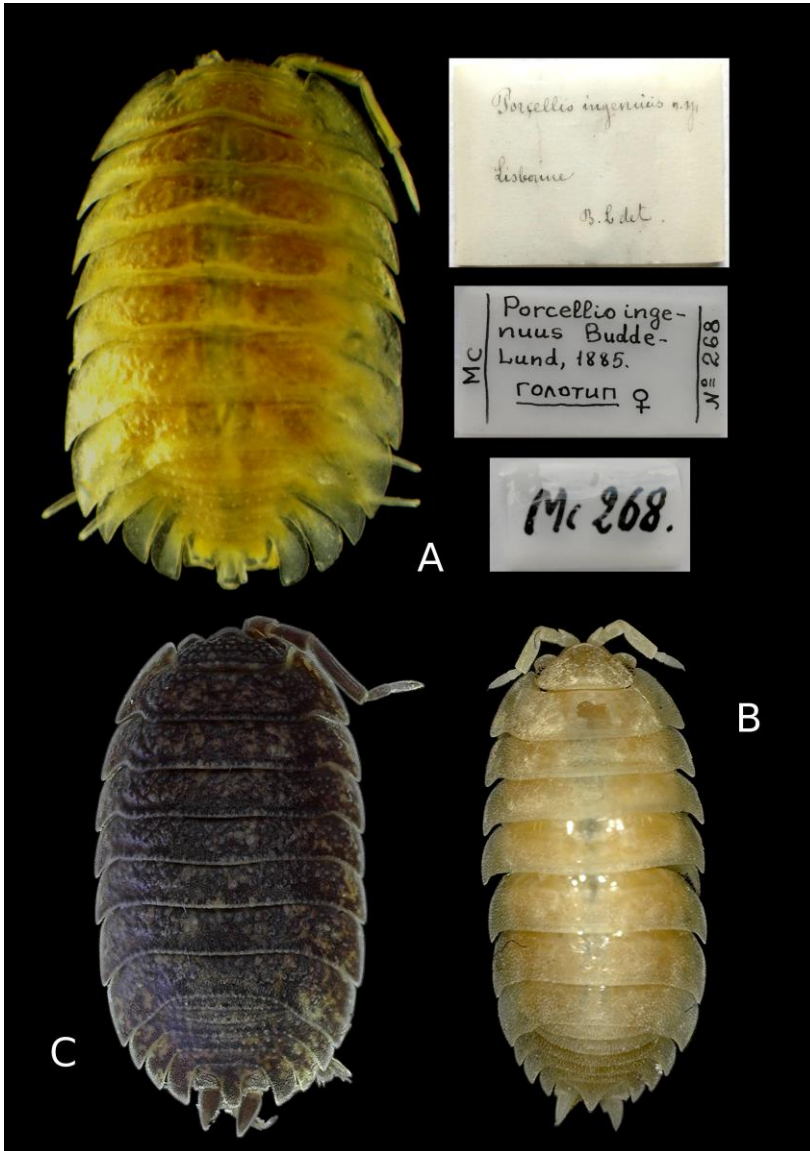 Porcellio ingenuus n. sp.
Lisbonne
B. L. det.
Mc
Porcellio inge-
nuus Budde-
Lund, 1885.
голотип ♀
№ 268
Mc 268.
A
B
C